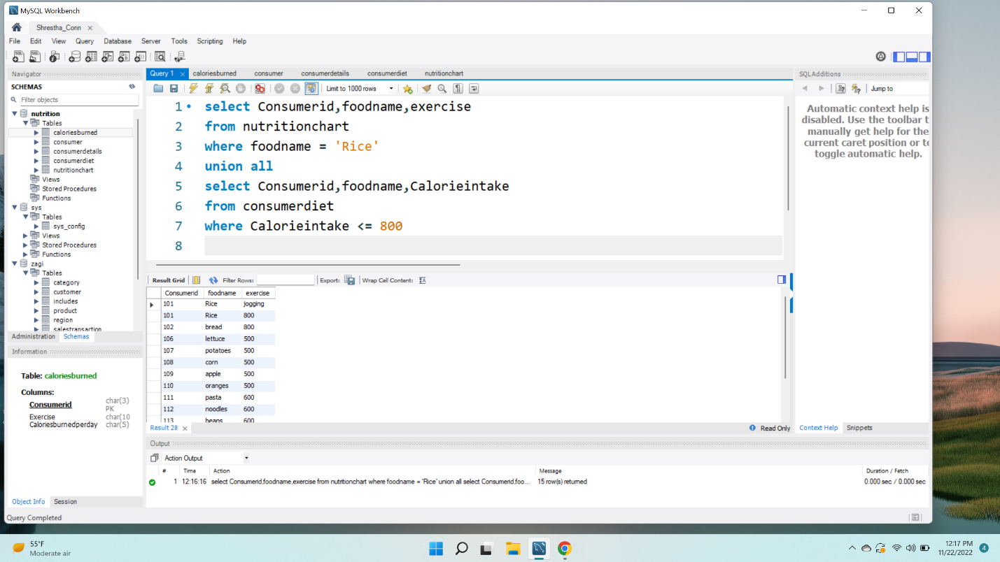 MySQL Workbench
Shrestha_Conn
File Edit View Query Database Server Tools Scripting Help
Navigator
SCHEMAS
Filter objects
nutrition
Tables
caloriesburned
consumer
consumerdetails
consumerdiet
nutritionchart
Views
Stored Procedures
Functions
sys
Tables
sys_config
Views
Stored Procedures
Functions
zagi
Tables
category
customer
includes
product
region
salestransaction
Administration Schemas
Information
Table: caloriesburned
Columns:
Consumerid char(3)
PK
Exercise char(10
Caloriesburnedperday char(5)
Object Info Session
Query Completed
Query 1 caloriesburned consumer consumerdetails consumerdiet nutritionchart
Limit to 1000 rows
1 select Consumerid,foodname,exercise
2 from nutritionchart
3 where foodname = 'Rice'
4 union all
5 select Consumerid,foodname,Calorieintake
6 from consumerdiet
7 where Calorieintake <= 800
8
Result Grid Filter Rows: Export: Wrap Cell Content:
Consumerid foodname exercise
101 Rice jogging
101 Rice 800
102 bread 800
106 lettuce 500
107 potatoes 500
108 corn 500
109 apple 500
110 oranges 500
111 pasta 600
112 noodles 600
113 beans 600
Result 28 Read Only
Output
Action Output
# Time Action Message Duration / Fetch
1 12:16:16 select Consumerid,foodname,exercise from nutritionchart where foodname = 'Rice' union all select Consumerid,foo... 15 row(s) returned 0.000 sec / 0.000 sec
SQLAdditions
Jump to
Automatic context help is
disabled. Use the toolbar t
manually get help for the
current caret position or to
toggle automatic help.
Context Help Snippets
55°F
Moderate air
12:17 PM
11/22/2022
4